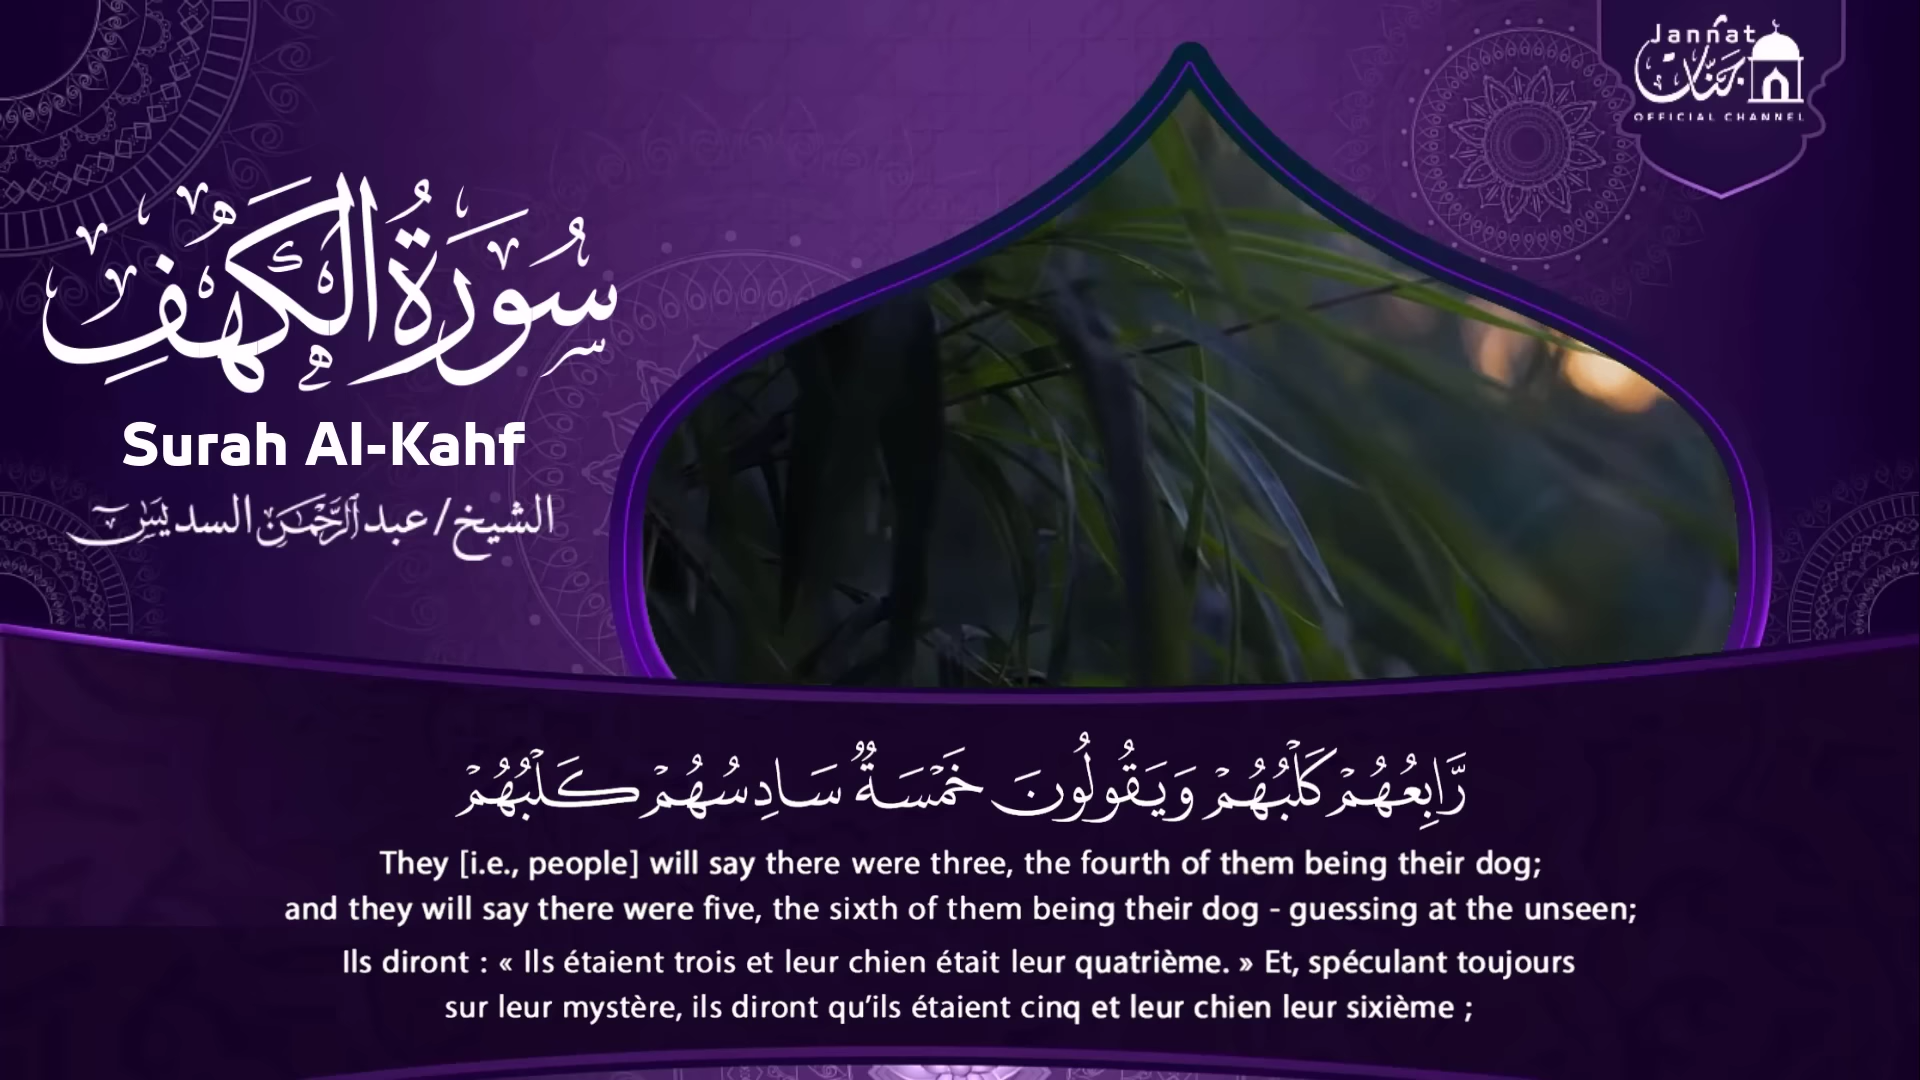 Jannat
جنّات
OFFICIAL CHANNEL
سُورَةُ الكَهْفِ
Surah Al-Kahf
الشيخ / عبد الرَّحْمَٰن السديس
رَّابِعُهُمْ كَلْبُهُمْ وَيَقُولُونَ خَمْسَةٌ سَادِسُهُمْ كَلْبُهُمْ
They [i.e., people] will say there were three, the fourth of them being their dog;
and they will say there were five, the sixth of them being their dog - guessing at the unseen;
Ils diront : « Ils étaient trois et leur chien était leur quatrième. » Et, spéculant toujours
sur leur mystère, ils diront qu’ils étaient cinq et leur chien leur sixième ;